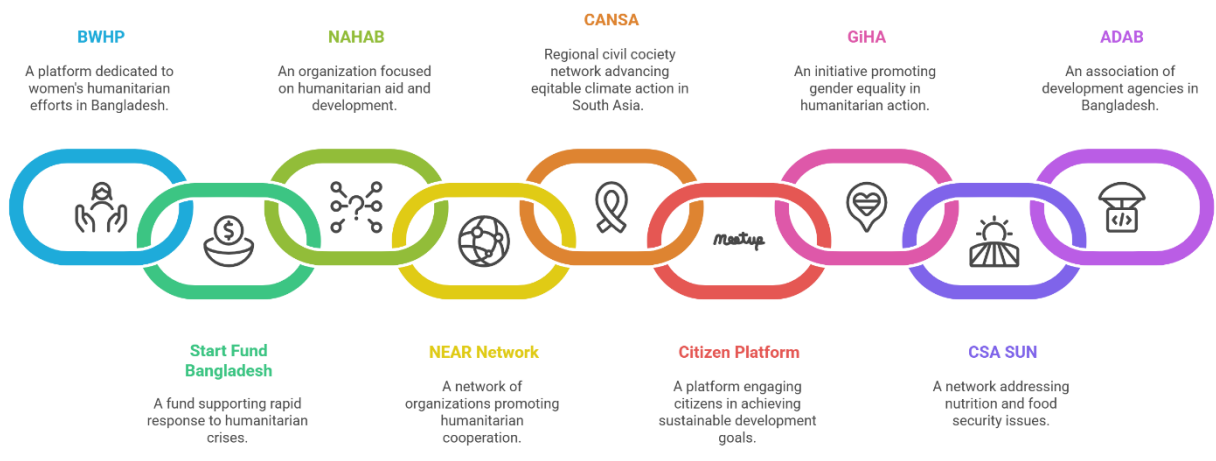 BWHP
A platform dedicated to
women's humanitarian
efforts in Bangladesh.
Start Fund
Bangladesh
A fund supporting rapid
response to humanitarian
crises.
NAHAB
An organization focused
on humanitarian aid and
development.
NEAR Network
A network of
organizations promoting
humanitarian
cooperation.
CANSA
Regional civil cociety
network advancing
eqitable climate action in
South Asia.
Citizen Platform
A platform engaging
citizens in achieving
sustainable development
goals.
GiHA
An initiative promoting
gender equality in
humanitarian action.
CSA SUN
A network addressing
nutrition and food
security issues.
ADAB
An association of
development agencies in
Bangladesh.
$
?
Meetup
</>